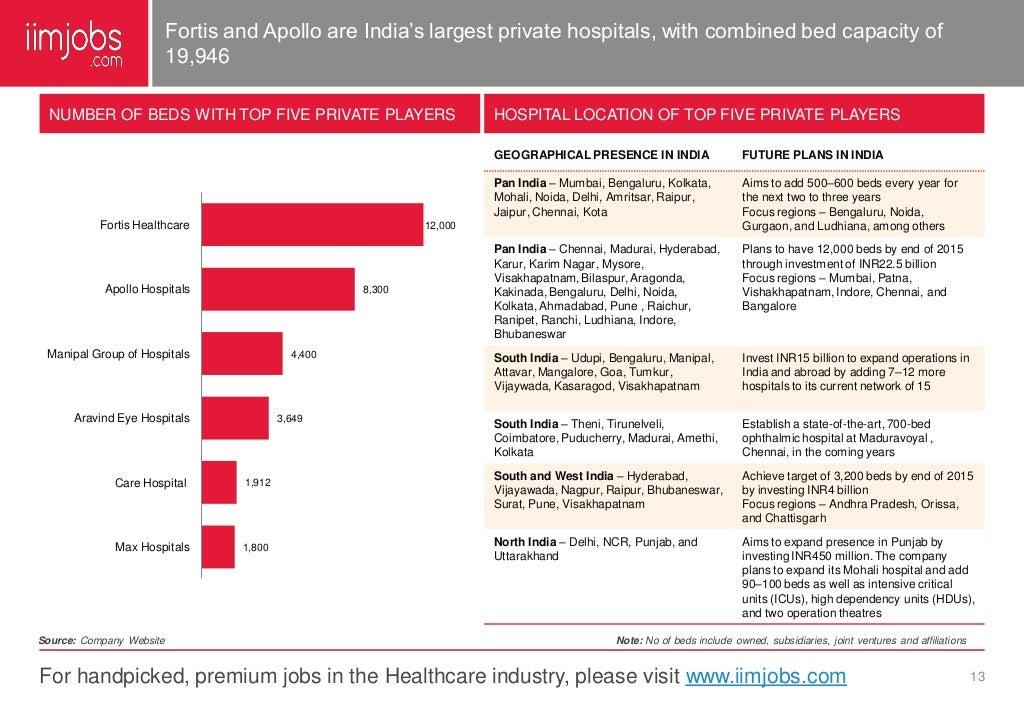 iimjobs
.com
Fortis and Apollo are India’s largest private hospitals, with combined bed capacity of
19,946
NUMBER OF BEDS WITH TOP FIVE PRIVATE PLAYERS
Fortis Healthcare
12,000
Apollo Hospitals
8,300
Manipal Group of Hospitals
4,400
Aravind Eye Hospitals
3,649
Care Hospital
1,912
Max Hospitals
1,800
HOSPITAL LOCATION OF TOP FIVE PRIVATE PLAYERS
GEOGRAPHICAL PRESENCE IN INDIA
FUTURE PLANS IN INDIA
Pan India – Mumbai, Bengaluru, Kolkata,
Mohali, Noida, Delhi, Amritsar, Raipur,
Jaipur, Chennai, Kota
Aims to add 500–600 beds every year for
the next two to three years
Focus regions – Bengaluru, Noida,
Gurgaon, and Ludhiana, among others
Pan India – Chennai, Madurai, Hyderabad,
Karur, Karim Nagar, Mysore,
Visakhapatnam, Bilaspur, Aragonda,
Kakinada, Bengaluru, Delhi, Noida,
Kolkata, Ahmadabad, Pune , Raichur,
Ranipet, Ranchi, Ludhiana, Indore,
Bhubaneswar
Plans to have 12,000 beds by end of 2015
through investment of INR22.5 billion
Focus regions – Mumbai, Patna,
Vishakhapatnam, Indore, Chennai, and
Bangalore
South India – Udupi, Bengaluru, Manipal,
Attavar, Mangalore, Goa, Tumkur,
Vijaywada, Kasaragod, Visakhapatnam
Invest INR15 billion to expand operations in
India and abroad by adding 7–12 more
hospitals to its current network of 15
South India – Theni, Tirunelveli,
Coimbatore, Puducherry, Madurai, Amethi,
Kolkata
Establish a state-of-the-art, 700-bed
ophthalmic hospital at Maduravoyal ,
Chennai, in the coming years
South and West India – Hyderabad,
Vijayawada, Nagpur, Raipur, Bhubaneswar,
Surat, Pune, Visakhapatnam
Achieve target of 3,200 beds by end of 2015
by investing INR4 billion
Focus regions – Andhra Pradesh, Orissa,
and Chattisgarh
North India – Delhi, NCR, Punjab, and
Uttarakhand
Aims to expand presence in Punjab by
investing INR450 million. The company
plans to expand its Mohali hospital and add
90–100 beds as well as intensive critical
units (ICUs), high dependency units (HDUs),
and two operation theatres
Source: Company Website
Note: No of beds include owned, subsidiaries, joint ventures and affiliations
For handpicked, premium jobs in the Healthcare industry, please visit www.iimjobs.com
13